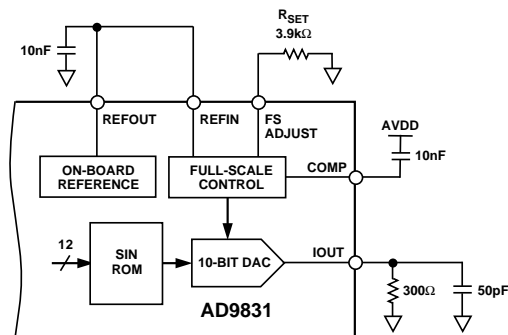 R_SET
3.9kΩ
10nF
REFOUT
REFIN
FS
ADJUST
AVDD
10nF
COMP
ON-BOARD
REFERENCE
FULL-SCALE
CONTROL
12
SIN
ROM
10-BIT DAC
IOUT
AD9831
300Ω
50pF